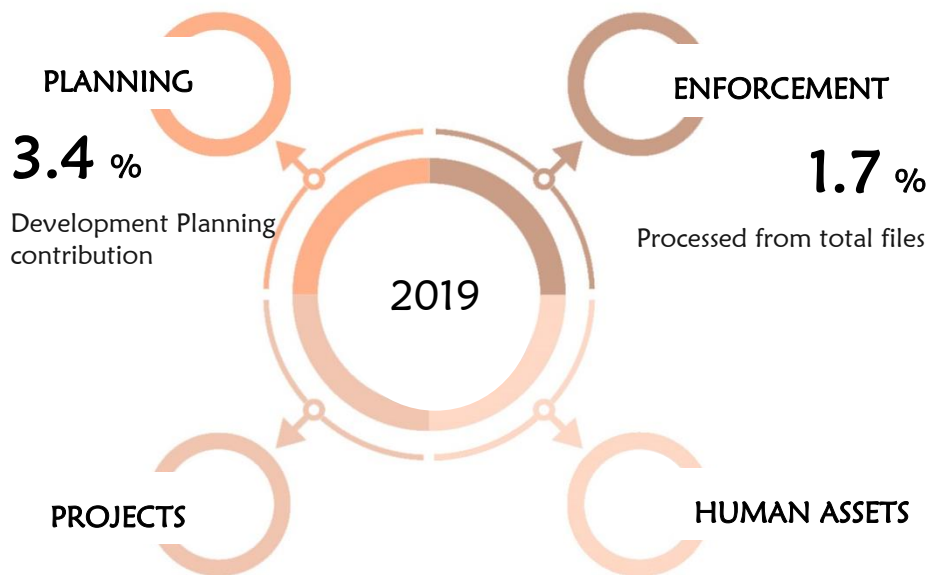 PLANNING
3.4 %
Development Planning
contribution
ENFORCEMENT
1.7 %
Processed from total files
2019
PROJECTS
HUMAN ASSETS